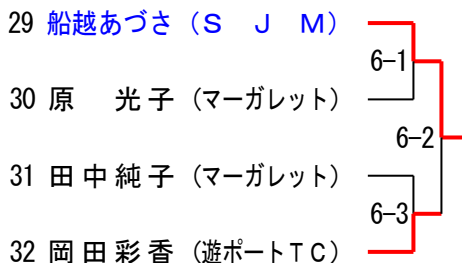 29 船越あづさ（Ｓ　Ｊ　Ｍ）
6-1
30 原　光子（マーガレット）
6-2
31 田中純子（マーガレット）
6-3
32 岡田彩香（遊ポートＴＣ）